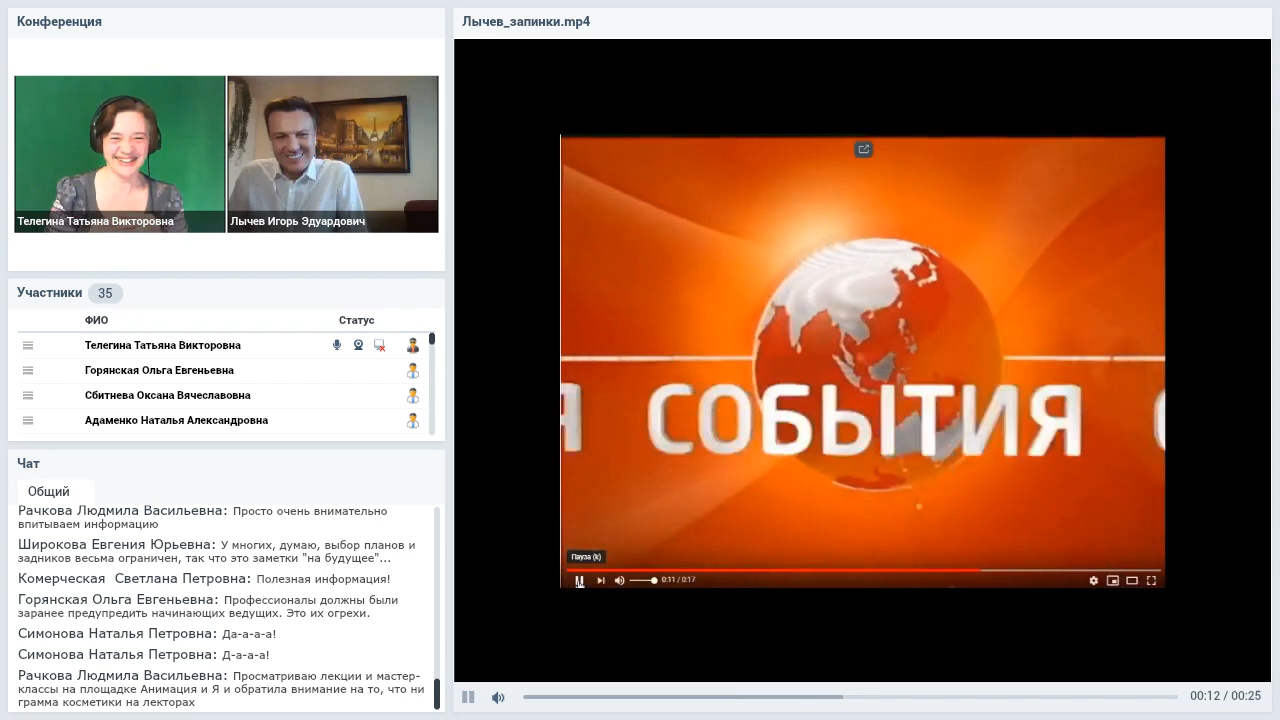 Конференция
Телегина Татьяна Викторовна
Лычев Игорь Эдуардович
Участники 35
ФИО Статус
Телегина Татьяна Викторовна
Горянская Ольга Евгеньевна
Сбитнева Оксана Вячеславовна
Адаменко Наталья Александровна
Чат
Общий
Рачкова Людмила Васильевна: Просто очень внимательно
впитываем информацию
Широкова Евгения Юрьевна: У многих, думаю, выбор планов и
задников весьма ограничен, так что это заметки "на будущее"...
Комерческая Светлана Петровна: Полезная информация!
Горянская Ольга Евгеньевна: Профессионалы должны были
заранее предупредить начинающих ведущих. Это их огрехи.
Симонова Наталья Петровна: Да-а-а-а!
Симонова Наталья Петровна: Д-а-а-а!
Рачкова Людмила Васильевна: Просматриваю лекции и мастер-
классы на площадке Анимация и Я и обратила внимание на то, что ни
грамма косметики на лекторах
Лычев_запинки.mp4
Я СОБЫТИЯ С
Пауза (k)
0:11 / 0:17
00:12 / 00:25